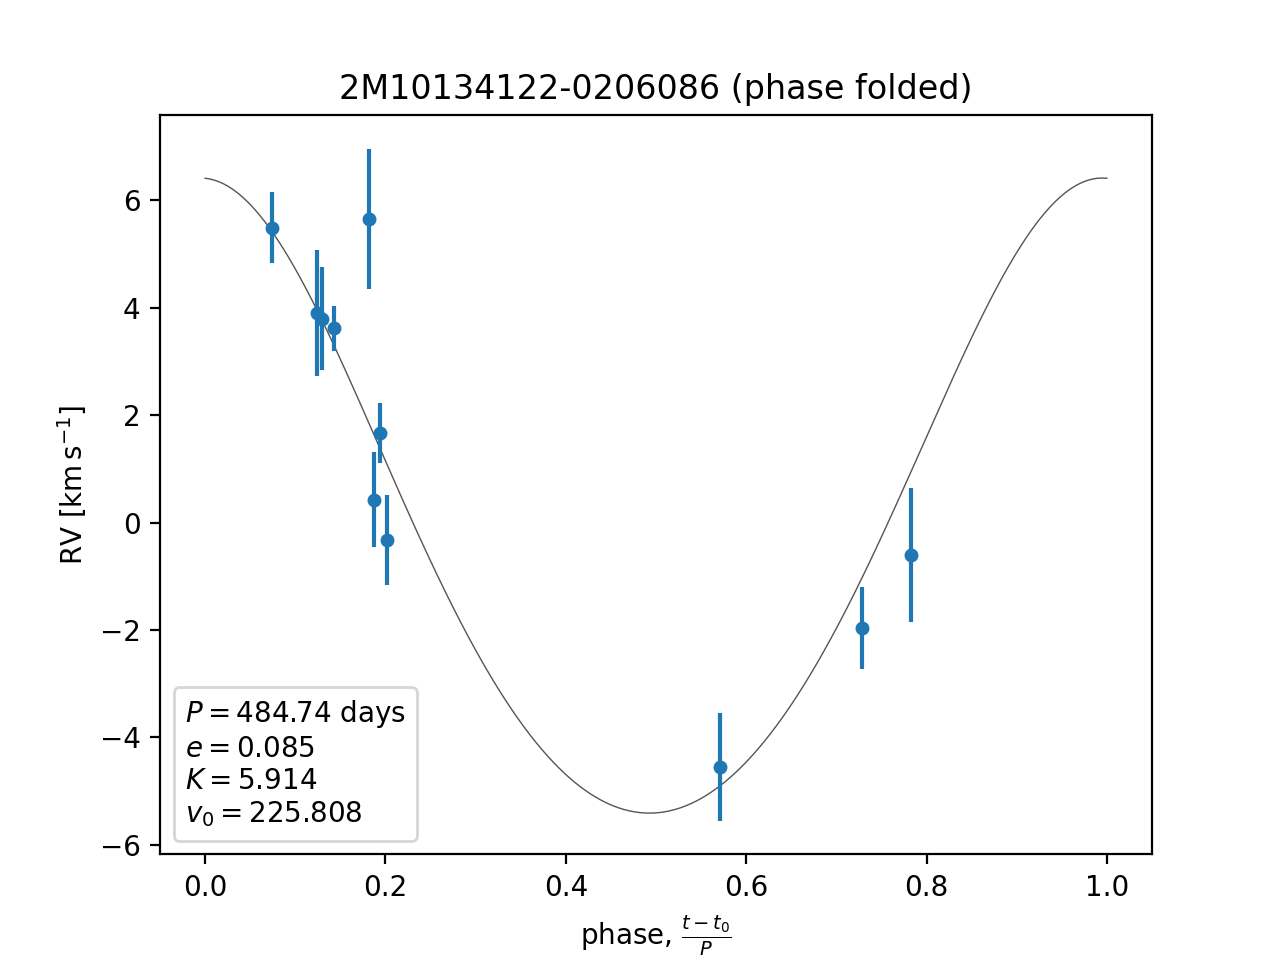 2M10134122-0206086 (phase folded)
RV [km s⁻¹]
6
4
2
0
−2
−4
−6
P = 484.74 days
e = 0.085
K = 5.914
v₀ = 225.808
0.0 0.2 0.4 0.6 0.8 1.0
phase, (t − t₀)/P